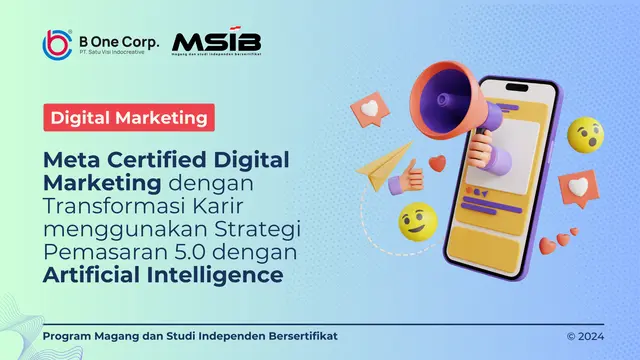 B One Corp.
PT. Satu Visi Indocreative
MSIB
magang dan studi independen bersertifikat
Digital Marketing
Meta Certified Digital
Marketing dengan
Transformasi Karir
menggunakan Strategi
Pemasaran 5.0 dengan
Artificial Intelligence
Program Magang dan Studi Independen Bersertifikat
© 2024